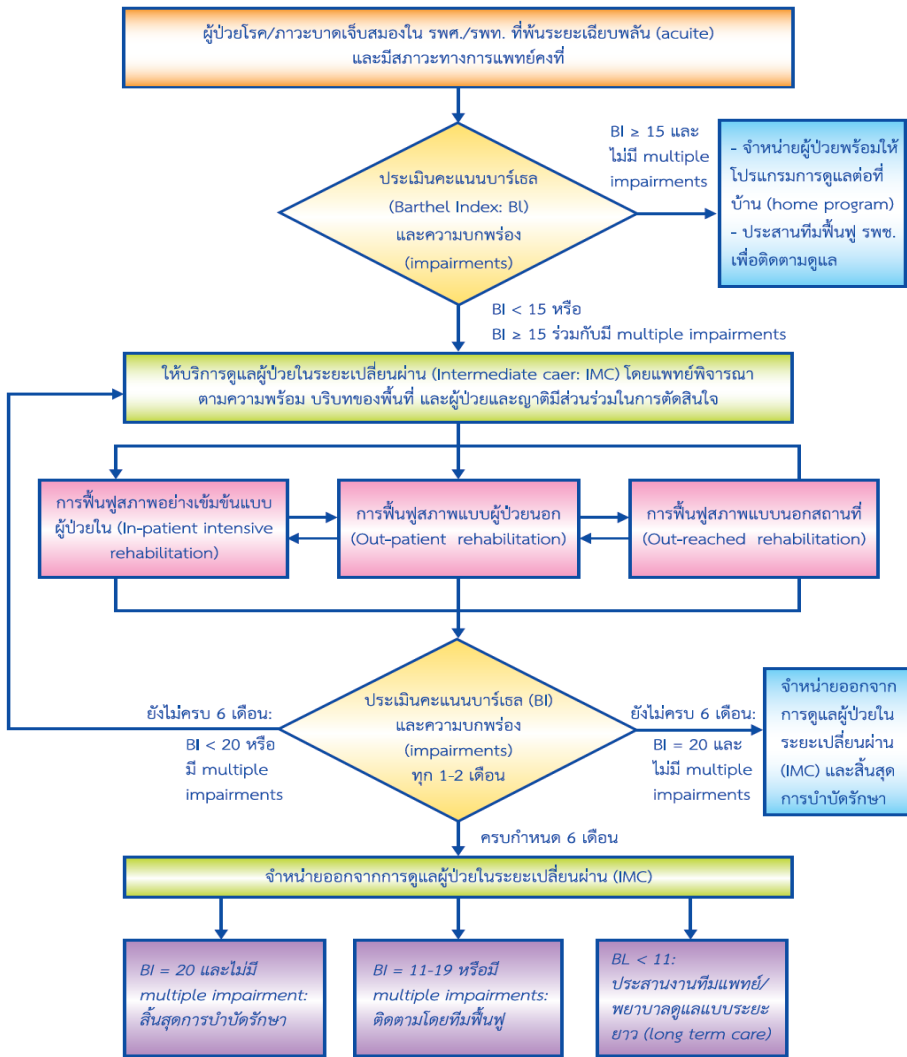 ผู้ป่วยโรค/ภาวะบาดเจ็บสมองใน รพศ./รพท. ที่พ้นระยะเฉียบพลัน (acuite)
และมีสภาวะทางการแพทย์คงที่
ประเมินคะแนนบาร์เธล
(Barthel Index: Bl)
และความบกพร่อง
(impairments)
BI ≥ 15 และ
ไม่มี multiple
impairments
- จำหน่ายผู้ป่วยพร้อมให้
โปรแกรมการดูแลต่อที่
บ้าน (home program)
- ประสานทีมฟื้นฟู รพช.
เพื่อติดตามดูแล
BI < 15 หรือ
BI ≥ 15 ร่วมกับมี multiple impairments
ให้บริการดูแลผู้ป่วยในระยะเปลี่ยนผ่าน (Intermediate caer: IMC) โดยแพทย์พิจารณา
ตามความพร้อม บริบทของพื้นที่ และผู้ป่วยและญาติมีส่วนร่วมในการตัดสินใจ
การฟื้นฟูสภาพอย่างเข้มข้นแบบ
ผู้ป่วยใน (In-patient intensive
rehabilitation)
การฟื้นฟูสภาพแบบผู้ป่วยนอก
(Out-patient rehabilitation)
การฟื้นฟูสภาพแบบนอกสถานที่
(Out-reached rehabilitation)
ยังไม่ครบ 6 เดือน:
BI < 20 หรือ
มี multiple
impairments
ประเมินคะแนนบาร์เธล (BI)
และความบกพร่อง
(impairments)
ทุก 1-2 เดือน
ยังไม่ครบ 6 เดือน:
BI = 20 และ
ไม่มี multiple
impairments
จำหน่ายออกจาก
การดูแลผู้ป่วยใน
ระยะเปลี่ยนผ่าน
(IMC) และสิ้นสุด
การบำบัดรักษา
ครบกำหนด 6 เดือน
จำหน่ายออกจากการดูแลผู้ป่วยในระยะเปลี่ยนผ่าน (IMC)
BI = 20 และไม่มี
multiple impairment:
สิ้นสุดการบำบัดรักษา
BI = 11-19 หรือมี
multiple impairments:
ติดตามโดยทีมฟื้นฟู
BL < 11:
ประสานงานทีมแพทย์/
พยาบาลดูแลแบบระยะ
ยาว (long term care)